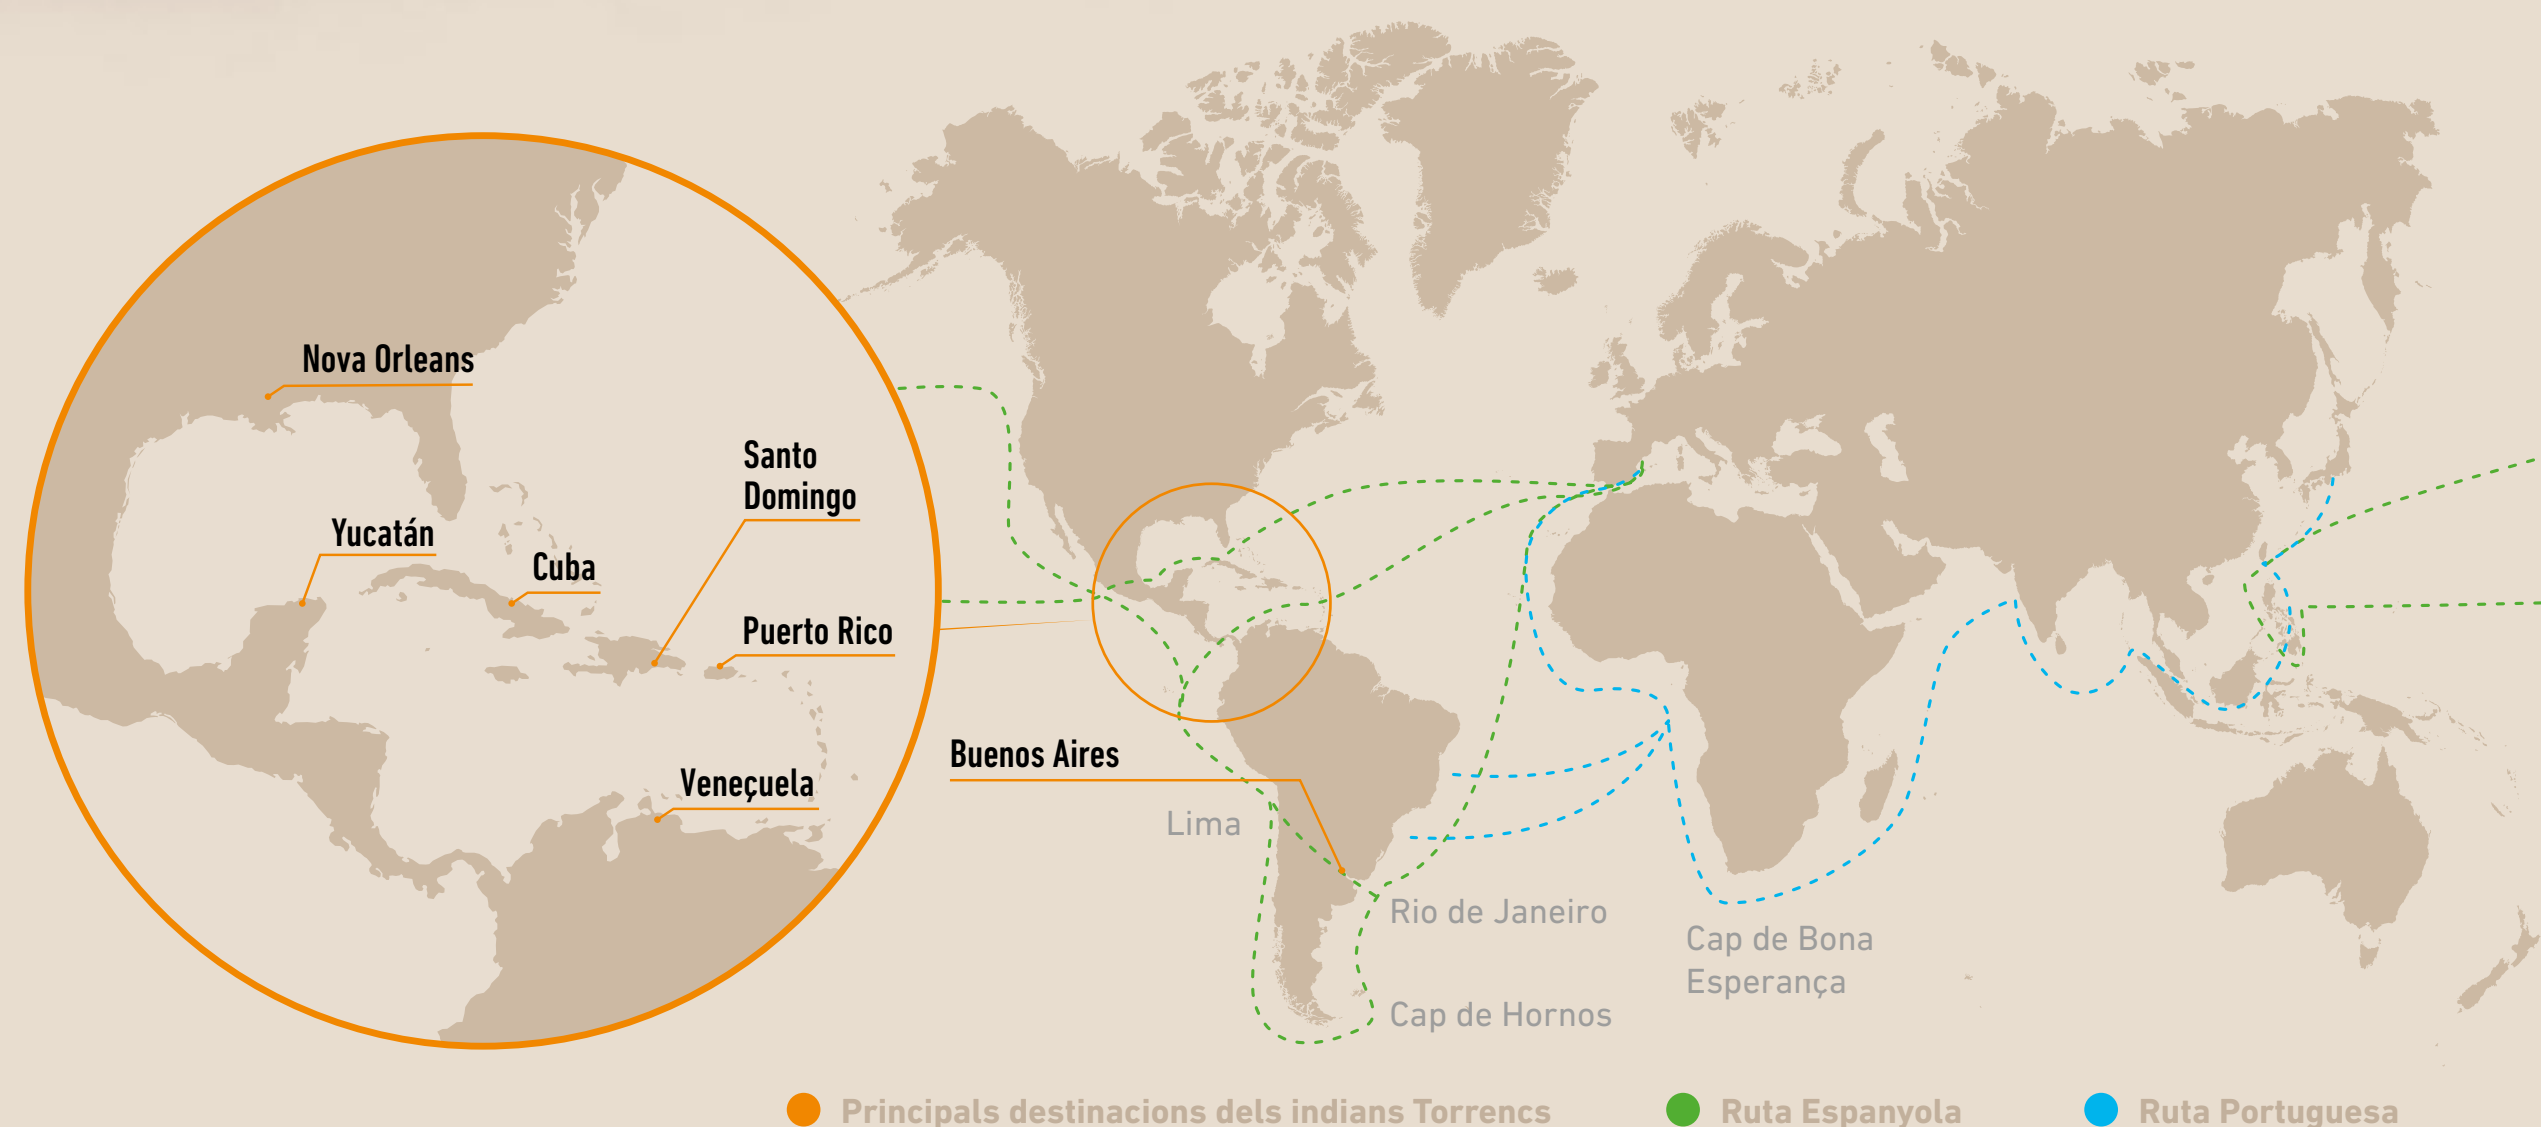 Nova Orleans
Santo
Domingo
Yucatán
Cuba
Puerto Rico
Veneçuela
Buenos Aires
Lima
Rio de Janeiro
Cap de Bona
Esperança
Cap de Hornos
Principals destinacions dels indians Torrencs
Ruta Espanyola
Ruta Portuguesa